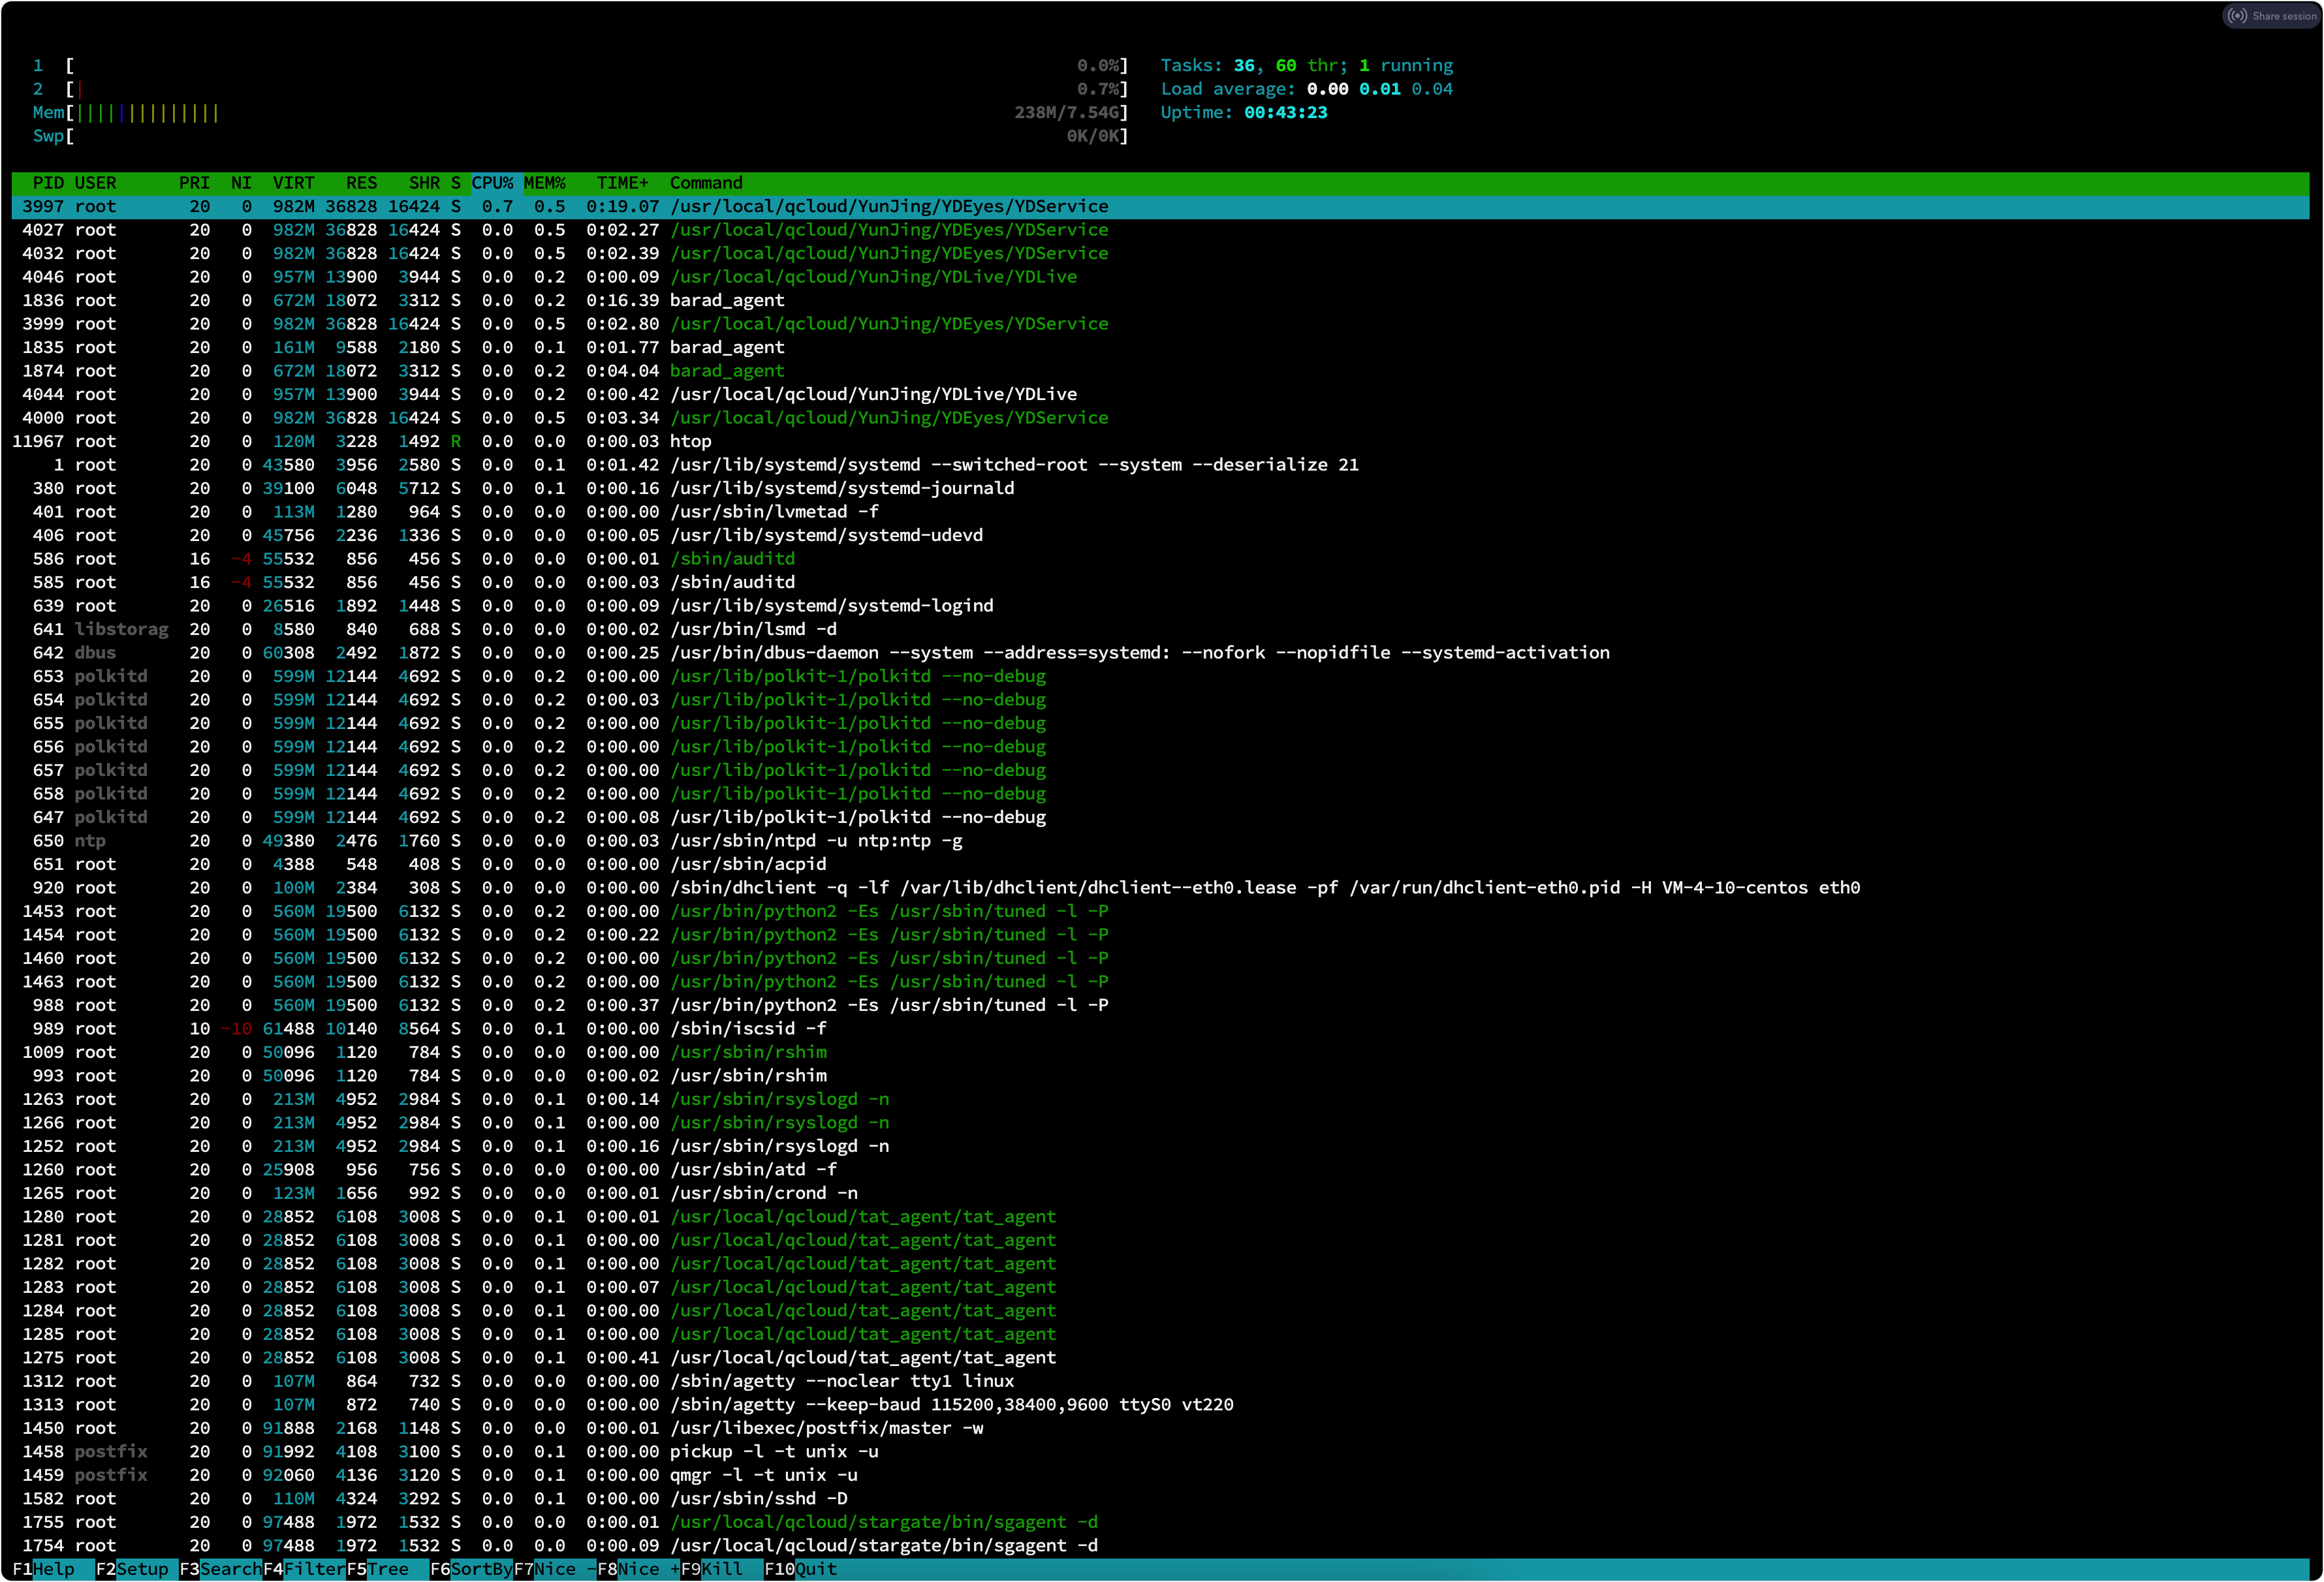 Share session
1 [ 0.0%] Tasks: 36, 60 thr; 1 running
2 [| 0.7%] Load average: 0.00 0.01 0.04
Mem[|||||||||||||| 238M/7.54G] Uptime: 00:43:23
Swp[ 0K/0K]
PID USER PRI NI VIRT RES SHR S CPU% MEM% TIME+ Command
3997 root 20 0 982M 36828 16424 S 0.7 0.5 0:19.07 /usr/local/qcloud/YunJing/YDEyes/YDService
4027 root 20 0 982M 36828 16424 S 0.0 0.5 0:02.27 /usr/local/qcloud/YunJing/YDEyes/YDService
4032 root 20 0 982M 36828 16424 S 0.0 0.5 0:02.39 /usr/local/qcloud/YunJing/YDEyes/YDService
4046 root 20 0 957M 13900 3944 S 0.0 0.2 0:00.09 /usr/local/qcloud/YunJing/YDLive/YDLive
1836 root 20 0 672M 18072 3312 S 0.0 0.2 0:16.39 barad_agent
3999 root 20 0 982M 36828 16424 S 0.0 0.5 0:02.80 /usr/local/qcloud/YunJing/YDEyes/YDService
1835 root 20 0 161M 9588 2180 S 0.0 0.1 0:01.77 barad_agent
1874 root 20 0 672M 18072 3312 S 0.0 0.2 0:04.04 barad_agent
4044 root 20 0 957M 13900 3944 S 0.0 0.2 0:00.42 /usr/local/qcloud/YunJing/YDLive/YDLive
4000 root 20 0 982M 36828 16424 S 0.0 0.5 0:03.34 /usr/local/qcloud/YunJing/YDEyes/YDService
11967 root 20 0 120M 3228 1492 R 0.0 0.0 0:00.03 htop
1 root 20 0 43580 3956 2580 S 0.0 0.1 0:01.42 /usr/lib/systemd/systemd --switched-root --system --deserialize 21
380 root 20 0 39100 6048 5712 S 0.0 0.1 0:00.16 /usr/lib/systemd/systemd-journald
401 root 20 0 113M 1280 964 S 0.0 0.0 0:00.00 /usr/sbin/lvmetad -f
406 root 20 0 45756 2236 1336 S 0.0 0.0 0:00.05 /usr/lib/systemd/systemd-udevd
586 root 16 -4 55532 856 456 S 0.0 0.0 0:00.01 /sbin/auditd
585 root 16 -4 55532 856 456 S 0.0 0.0 0:00.03 /sbin/auditd
639 root 20 0 26516 1892 1448 S 0.0 0.0 0:00.09 /usr/lib/systemd/systemd-logind
641 libstorag 20 0 8580 840 688 S 0.0 0.0 0:00.02 /usr/bin/lsmd -d
642 dbus 20 0 60308 2492 1872 S 0.0 0.0 0:00.25 /usr/bin/dbus-daemon --system --address=systemd: --nofork --nopidfile --systemd-activation
653 polkitd 20 0 599M 12144 4692 S 0.0 0.2 0:00.00 /usr/lib/polkit-1/polkitd --no-debug
654 polkitd 20 0 599M 12144 4692 S 0.0 0.2 0:00.03 /usr/lib/polkit-1/polkitd --no-debug
655 polkitd 20 0 599M 12144 4692 S 0.0 0.2 0:00.00 /usr/lib/polkit-1/polkitd --no-debug
656 polkitd 20 0 599M 12144 4692 S 0.0 0.2 0:00.00 /usr/lib/polkit-1/polkitd --no-debug
657 polkitd 20 0 599M 12144 4692 S 0.0 0.2 0:00.00 /usr/lib/polkit-1/polkitd --no-debug
658 polkitd 20 0 599M 12144 4692 S 0.0 0.2 0:00.00 /usr/lib/polkit-1/polkitd --no-debug
647 polkitd 20 0 599M 12144 4692 S 0.0 0.2 0:00.08 /usr/lib/polkit-1/polkitd --no-debug
650 ntp 20 0 49380 2476 1760 S 0.0 0.0 0:00.03 /usr/sbin/ntpd -u ntp:ntp -g
651 root 20 0 4388 548 408 S 0.0 0.0 0:00.00 /usr/sbin/acpid
920 root 20 0 100M 2384 308 S 0.0 0.0 0:00.00 /sbin/dhclient -q -lf /var/lib/dhclient/dhclient--eth0.lease -pf /var/run/dhclient-eth0.pid -H VM-4-10-centos eth0
1453 root 20 0 560M 19500 6132 S 0.0 0.2 0:00.00 /usr/bin/python2 -Es /usr/sbin/tuned -l -P
1454 root 20 0 560M 19500 6132 S 0.0 0.2 0:00.22 /usr/bin/python2 -Es /usr/sbin/tuned -l -P
1460 root 20 0 560M 19500 6132 S 0.0 0.2 0:00.00 /usr/bin/python2 -Es /usr/sbin/tuned -l -P
1463 root 20 0 560M 19500 6132 S 0.0 0.2 0:00.00 /usr/bin/python2 -Es /usr/sbin/tuned -l -P
988 root 20 0 560M 19500 6132 S 0.0 0.2 0:00.37 /usr/bin/python2 -Es /usr/sbin/tuned -l -P
989 root 10 -10 61488 10140 8564 S 0.0 0.1 0:00.00 /sbin/iscsid -f
1009 root 20 0 50096 1120 784 S 0.0 0.0 0:00.00 /usr/sbin/rshim
993 root 20 0 50096 1120 784 S 0.0 0.0 0:00.02 /usr/sbin/rshim
1263 root 20 0 213M 4952 2984 S 0.0 0.1 0:00.14 /usr/sbin/rsyslogd -n
1266 root 20 0 213M 4952 2984 S 0.0 0.1 0:00.00 /usr/sbin/rsyslogd -n
1252 root 20 0 213M 4952 2984 S 0.0 0.1 0:00.16 /usr/sbin/rsyslogd -n
1260 root 20 0 25908 956 756 S 0.0 0.0 0:00.00 /usr/sbin/atd -f
1265 root 20 0 123M 1656 992 S 0.0 0.0 0:00.01 /usr/sbin/crond -n
1280 root 20 0 28852 6108 3008 S 0.0 0.1 0:00.01 /usr/local/qcloud/tat_agent/tat_agent
1281 root 20 0 28852 6108 3008 S 0.0 0.1 0:00.00 /usr/local/qcloud/tat_agent/tat_agent
1282 root 20 0 28852 6108 3008 S 0.0 0.1 0:00.00 /usr/local/qcloud/tat_agent/tat_agent
1283 root 20 0 28852 6108 3008 S 0.0 0.1 0:00.07 /usr/local/qcloud/tat_agent/tat_agent
1284 root 20 0 28852 6108 3008 S 0.0 0.1 0:00.00 /usr/local/qcloud/tat_agent/tat_agent
1285 root 20 0 28852 6108 3008 S 0.0 0.1 0:00.00 /usr/local/qcloud/tat_agent/tat_agent
1275 root 20 0 28852 6108 3008 S 0.0 0.1 0:00.41 /usr/local/qcloud/tat_agent/tat_agent
1312 root 20 0 107M 864 732 S 0.0 0.0 0:00.00 /sbin/agetty --noclear tty1 linux
1313 root 20 0 107M 872 740 S 0.0 0.0 0:00.00 /sbin/agetty --keep-baud 115200,38400,9600 ttyS0 vt220
1450 root 20 0 91888 2168 1148 S 0.0 0.0 0:00.01 /usr/libexec/postfix/master -w
1458 postfix 20 0 91992 4108 3100 S 0.0 0.1 0:00.00 pickup -l -t unix -u
1459 postfix 20 0 92060 4136 3120 S 0.0 0.1 0:00.00 qmgr -l -t unix -u
1582 root 20 0 110M 4324 3292 S 0.0 0.1 0:00.00 /usr/sbin/sshd -D
1755 root 20 0 97488 1972 1532 S 0.0 0.0 0:00.01 /usr/local/qcloud/stargate/bin/sgagent -d
1754 root 20 0 97488 1972 1532 S 0.0 0.0 0:00.09 /usr/local/qcloud/stargate/bin/sgagent -d
F1Help F2Setup F3SearchF4FilterF5Tree F6SortByF7Nice -F8Nice +F9Kill F10Quit